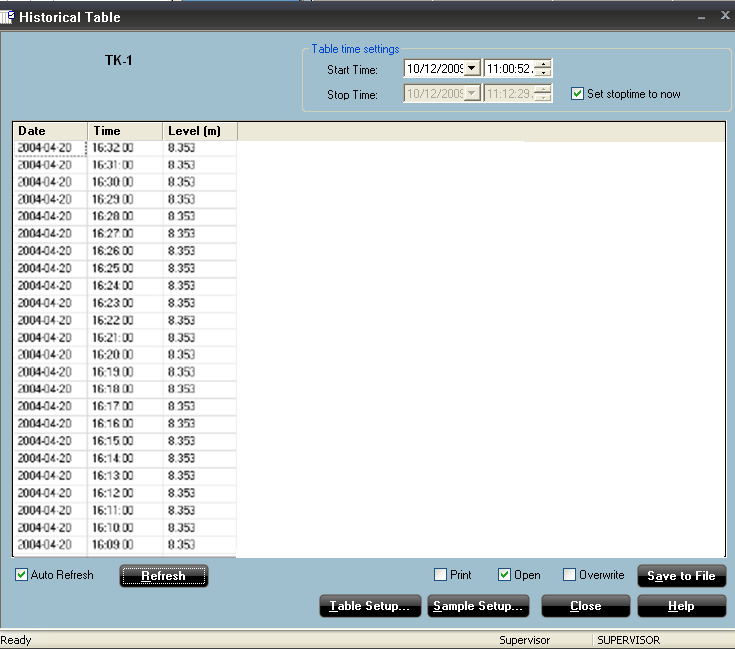 Historical Table
TK-1
Table time settings
Start Time: 10/12/2009 11:00:52.
Stop Time: 10/12/2009 11:12:29. Set stoptime to now
Date Time Level (m)
2004-04-20 16:32:00 8.353
2004-04-20 16:31:00 8.353
2004-04-20 16:30:00 8.353
2004-04-20 16:29:00 8.353
2004-04-20 16:28:00 8.353
2004-04-20 16:27:00 8.353
2004-04-20 16:26:00 8.353
2004-04-20 16:25:00 8.353
2004-04-20 16:24:00 8.353
2004-04-20 16:23:00 8.353
2004-04-20 16:22:00 8.353
2004-04-20 16:21:00 8.353
2004-04-20 16:20:00 8.353
2004-04-20 16:19:00 8.353
2004-04-20 16:18:00 8.353
2004-04-20 16:17:00 8.353
2004-04-20 16:16:00 8.353
2004-04-20 16:15:00 8.353
2004-04-20 16:14:00 8.353
2004-04-20 16:13:00 8.353
2004-04-20 16:12:00 8.353
2004-04-20 16:11:00 8.353
2004-04-20 16:10:00 8.353
2004-04-20 16:09:00 8.353
Auto Refresh Refresh Print Open Overwrite Save to File
Table Setup... Sample Setup... Close Help
Ready Supervisor SUPERVISOR